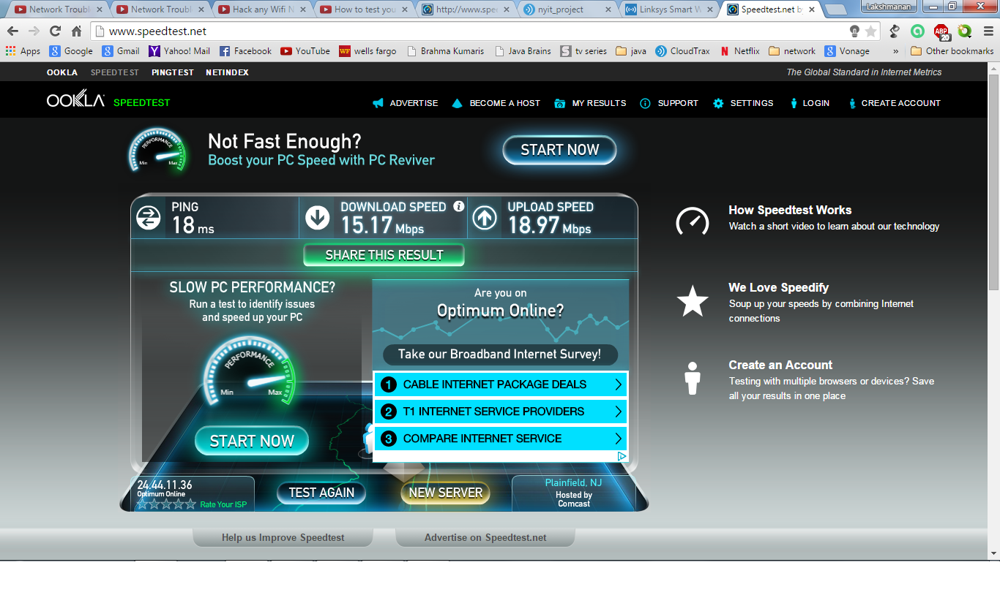 Network Troubl
Network Troubl
Hack any Wifi N
How to test you
http://www.spee
nyit_project
Linksys Smart W
Speedtest.net by
Lakshmanan
www.speedtest.net
ABP
2.0
Apps
Google
Gmail
Yahoo! Mail
Facebook
YouTube
wells fargo
Brahma Kumaris
Java Brains
tv series
java
CloudTrax
Netflix
network
Vonage
»
Other bookmarks
OOKLA SPEEDTEST PINGTEST NETINDEX
The Global Standard in Internet Metrics
OOKLA SPEEDTEST
ADVERTISE
BECOME A HOST
MY RESULTS
SUPPORT
SETTINGS
LOGIN
CREATE ACCOUNT
PERFORMANCE
Min Max
Not Fast Enough?
Boost your PC Speed with PC Reviver
START NOW
PING
18 ms
DOWNLOAD SPEED
15.17 Mbps
UPLOAD SPEED
18.97 Mbps
SHARE THIS RESULT
SLOW PC PERFORMANCE?
Run a test to identify issues
and speed up your PC
PERFORMANCE
Min Max
START NOW
Are you on
Optimum Online?
Take our Broadband Internet Survey!
1 CABLE INTERNET PACKAGE DEALS
2 T1 INTERNET SERVICE PROVIDERS
3 COMPARE INTERNET SERVICE
24.44.11.36
Optimum Online
Rate Your ISP
TEST AGAIN
NEW SERVER
Plainfield, NJ
Hosted by
Comcast
How Speedtest Works
Watch a short video to learn about our technology
We Love Speedify
Soup up your speeds by combining Internet
connections
Create an Account
Testing with multiple browsers or devices? Save
all your results in one place
Help us Improve Speedtest
Advertise on Speedtest.net